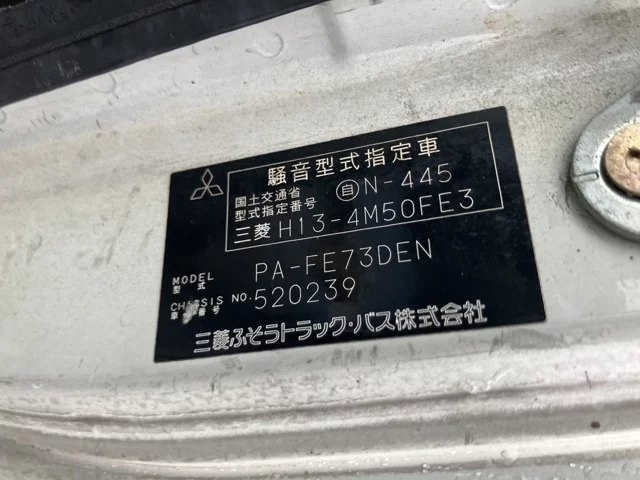 騒音型式指定車
国土交通省
型式指定番号
自N-445
三菱 H13-4M50FE3
MODEL
型式
PA-FE73DEN
CHASSIS NO.
車台番号
520239
三菱ふそうトラック・バス株式会社